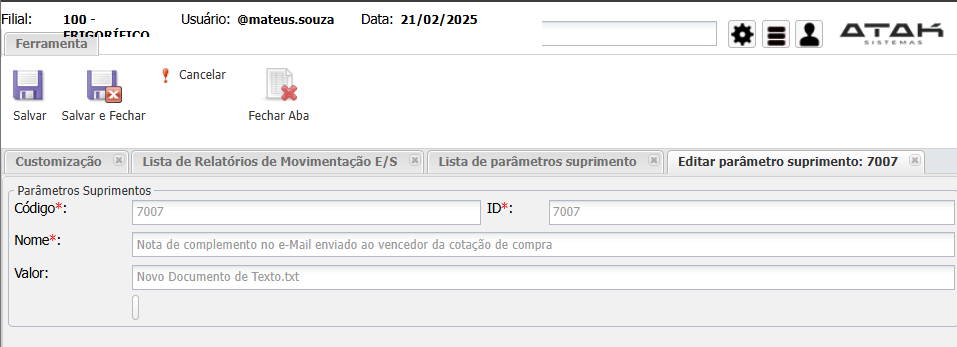 Filial: 100 - FRIGORÍFICO Usuário: @mateus.souza Data: 21/02/2025
ATAK SISTEMAS
Ferramenta
Salvar
Salvar e Fechar
Cancelar
Fechar Aba
Customização
Lista de Relatórios de Movimentação E/S
Lista de parâmetros suprimento
Editar parâmetro suprimento: 7007
Parâmetros Suprimentos
Código*: 7007 ID*: 7007
Nome*: Nota de complemento no e-Mail enviado ao vencedor da cotação de compra
Valor: Novo Documento de Texto.txt